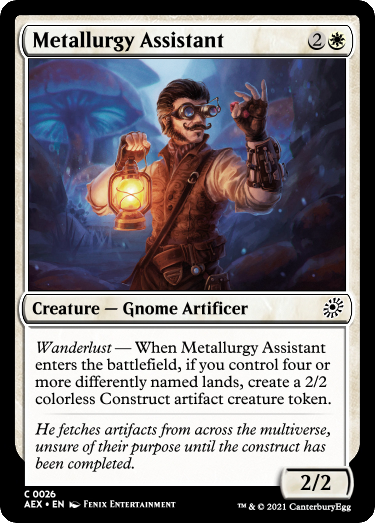 Metallurgy Assistant 2
Creature — Gnome Artificer
Wanderlust — When Metallurgy Assistant
enters the battlefield, if you control four or
more differently named lands, create a 2/2
colorless Construct artifact creature token.
He fetches artifacts from across the multiverse,
unsure of their purpose until the construct has
been completed.
2/2
C 0026
AEX • EN Fenix Entertainment
™ & © 2021 CanterburyEgg